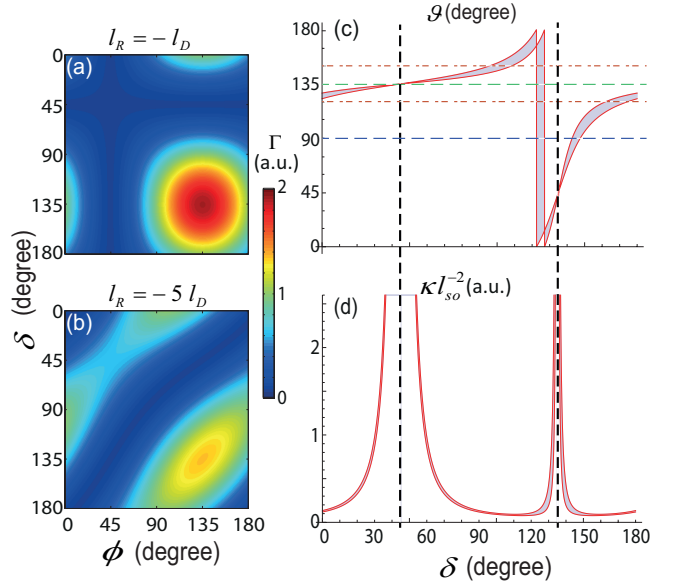 l_R = − l_D
(a)
0
45
90
135
180
Γ
(a.u.)
2
1
0
l_R = − 5 l_D
(b)
0
45
90
135
180
0 45 90 135 180
δ (degree)
ϕ (degree)
ϑ (degree)
(c)
180
135
90
45
0
κl_{so}^{-2} (a.u.)
(d)
2
1
0
0 30 60 90 120 150 180
δ (degree)